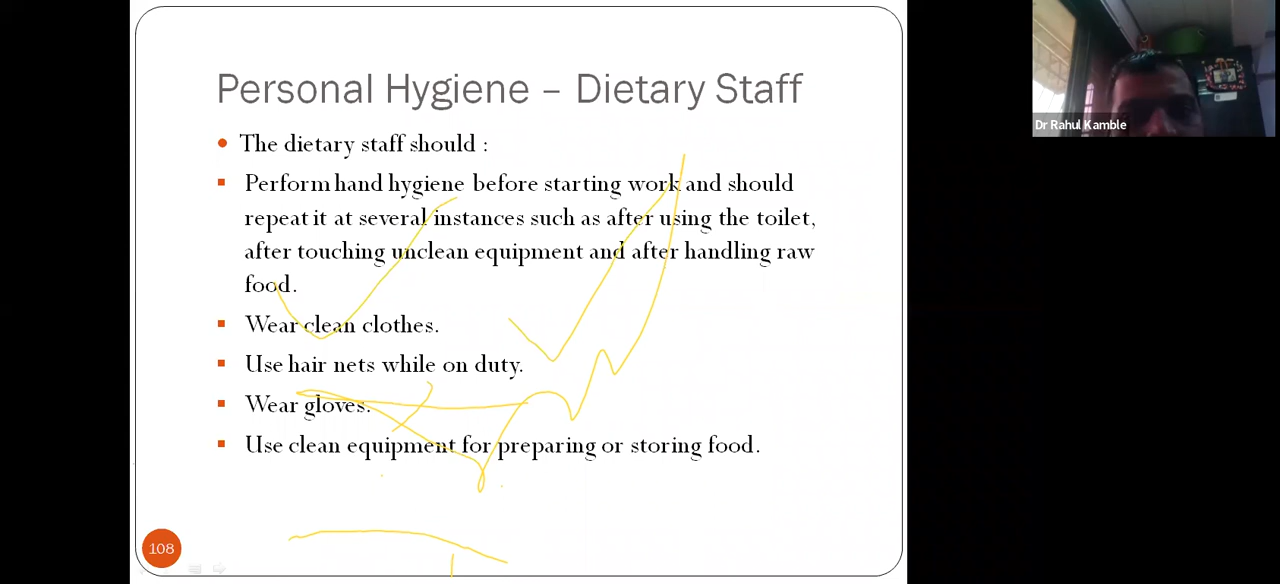 Personal Hygiene – Dietary Staff
The dietary staff should :
Perform hand hygiene before starting work and should
repeat it at several instances such as after using the toilet,
after touching unclean equipment and after handling raw
food.
Wear clean clothes.
Use hair nets while on duty.
Wear gloves.
Use clean equipment for preparing or storing food.
108
Dr Rahul Kamble